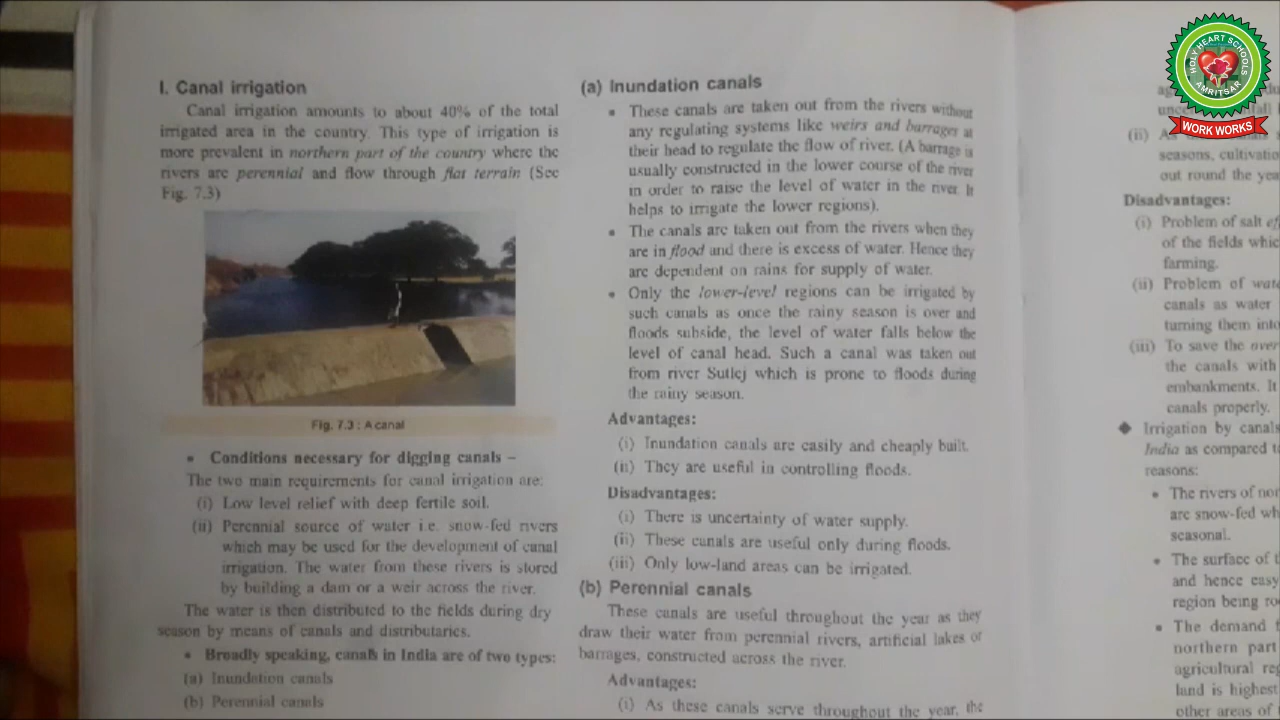 I. Canal irrigation
Canal irrigation amounts to about 40% of the total
irrigated area in the country. This type of irrigation is
more prevalent in northern part of the country where the
rivers are perennial and flow through flat terrain (See
Fig. 7.3)
Fig. 7.3 : A canal
• Conditions necessary for digging canals –
The two main requirements for canal irrigation are:
(i) Low level relief with deep fertile soil.
(ii) Perennial source of water i.e. snow-fed rivers
which may be used for the development of canal
irrigation. The water from these rivers is stored
by building a dam or a weir across the river.
The water is then distributed to the fields during dry
season by means of canals and distributaries.
• Broadly speaking, canals in India are of two types:
(a) Inundation canals
(b) Perennial canals
(a) Inundation canals
• These canals are taken out from the rivers without
any regulating systems like weirs and barrages at
their head to regulate the flow of river. (A barrage is
usually constructed in the lower course of the river
in order to raise the level of water in the river. It
helps to irrigate the lower regions).
• The canals are taken out from the rivers when they
are in flood and there is excess of water. Hence they
are dependent on rains for supply of water.
• Only the lower-level regions can be irrigated by
such canals as once the rainy season is over and
floods subside, the level of water falls below the
level of canal head. Such a canal was taken out
from river Sutlej which is prone to floods during
the rainy season.
Advantages:
(i) Inundation canals are easily and cheaply built.
(ii) They are useful in controlling floods.
Disadvantages:
(i) There is uncertainty of water supply.
(ii) These canals are useful only during floods.
(iii) Only low-land areas can be irrigated.
(b) Perennial canals
These canals are useful throughout the year as they
draw their water from perennial rivers, artificial lakes or
barrages, constructed across the river.
Advantages:
(i) As these canals serve throughout the year, the
(ii)
seasons, cultivatio
out round the yea
Disadvantages:
(i) Problem of salt
of the fields whic
farming.
(ii) Problem of wate
canals as water
turning them into
(iii) To save the over
the canals with
embankments. It
canals properly.
◆ Irrigation by canals
India as compared to
reasons:
• The rivers of nor
are snow-fed wh
seasonal.
• The surface of
and hence easy
region being ro
• The demand
northern part
agricultural reg
land is highest
other areas of
HOLY HEART SCHOOLS
AMRITSAR
WORK WORKS